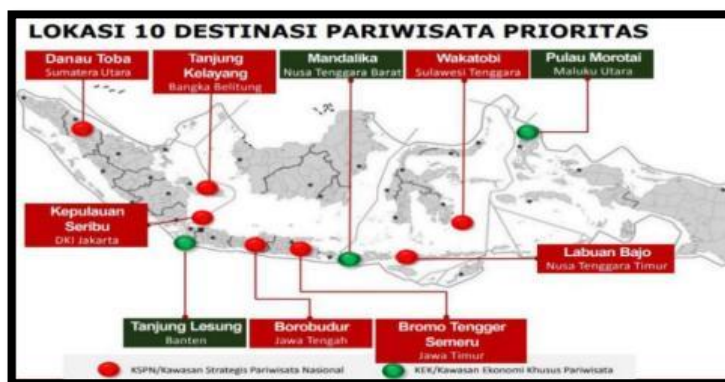 LOKASI 10 DESTINASI PARIWISATA PRIORITAS
Danau Toba
Sumatera Utara
Tanjung
Kelayang
Bangka Belitung
Mandalika
Nusa Tenggara Barat
Wakatobi
Sulawesi Tenggara
Pulau Morotai
Maluku Utara
Kepulauan
Seribu
DKI Jakarta
Labuan Bajo
Nusa Tenggara Timur
Tanjung Lesung
Banten
Borobudur
Jawa Tengah
Bromo Tengger
Semeru
Jawa Timur
KSPN/Kawasan Strategis Pariwisata Nasional
KEK/Kawasan Ekonomi Khusus Pariwisata